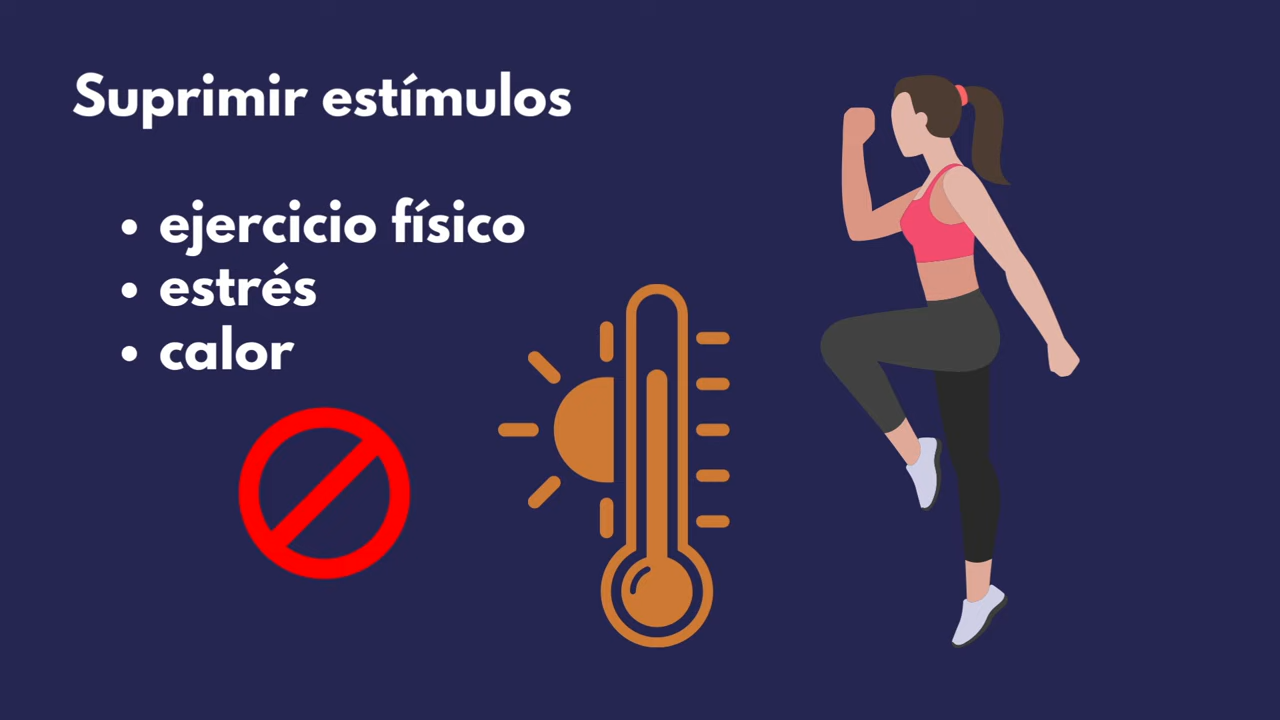 Suprimir estímulos
• ejercicio físico
• estrés
• calor